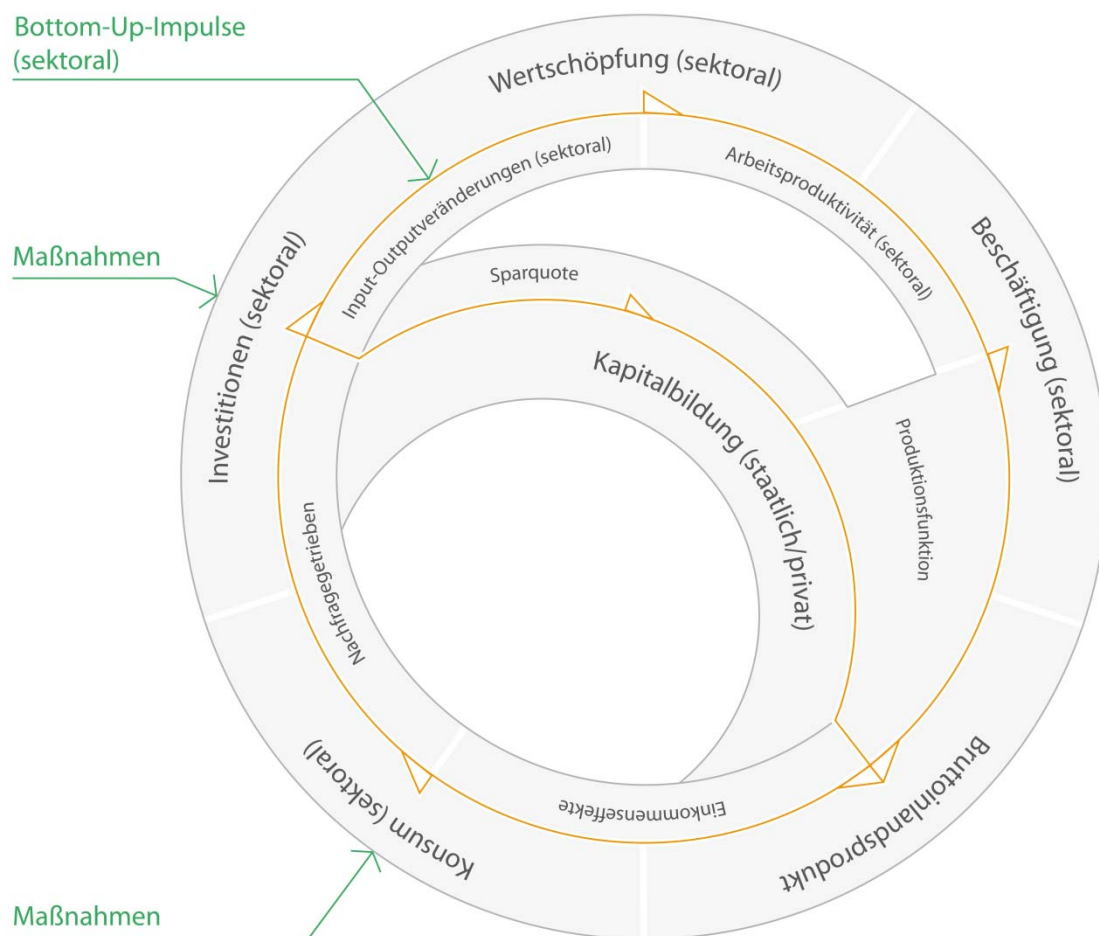 Bottom-Up-Impulse
(sektoral)
Wertschöpfung (sektoral)
Input-Outputveränderungen (sektoral)
Arbeitsproduktivität (sektoral)
Maßnahmen
Investitionen (sektoral)
Beschäftigung (sektoral)
Sparquote
Kapitalbildung (staatlich/privat)
Produktionsfunktion
Nachfragegetrieben
Einkommenseffekte
Konsum (sektoral)
Bruttoinlandsprodukt
Maßnahmen